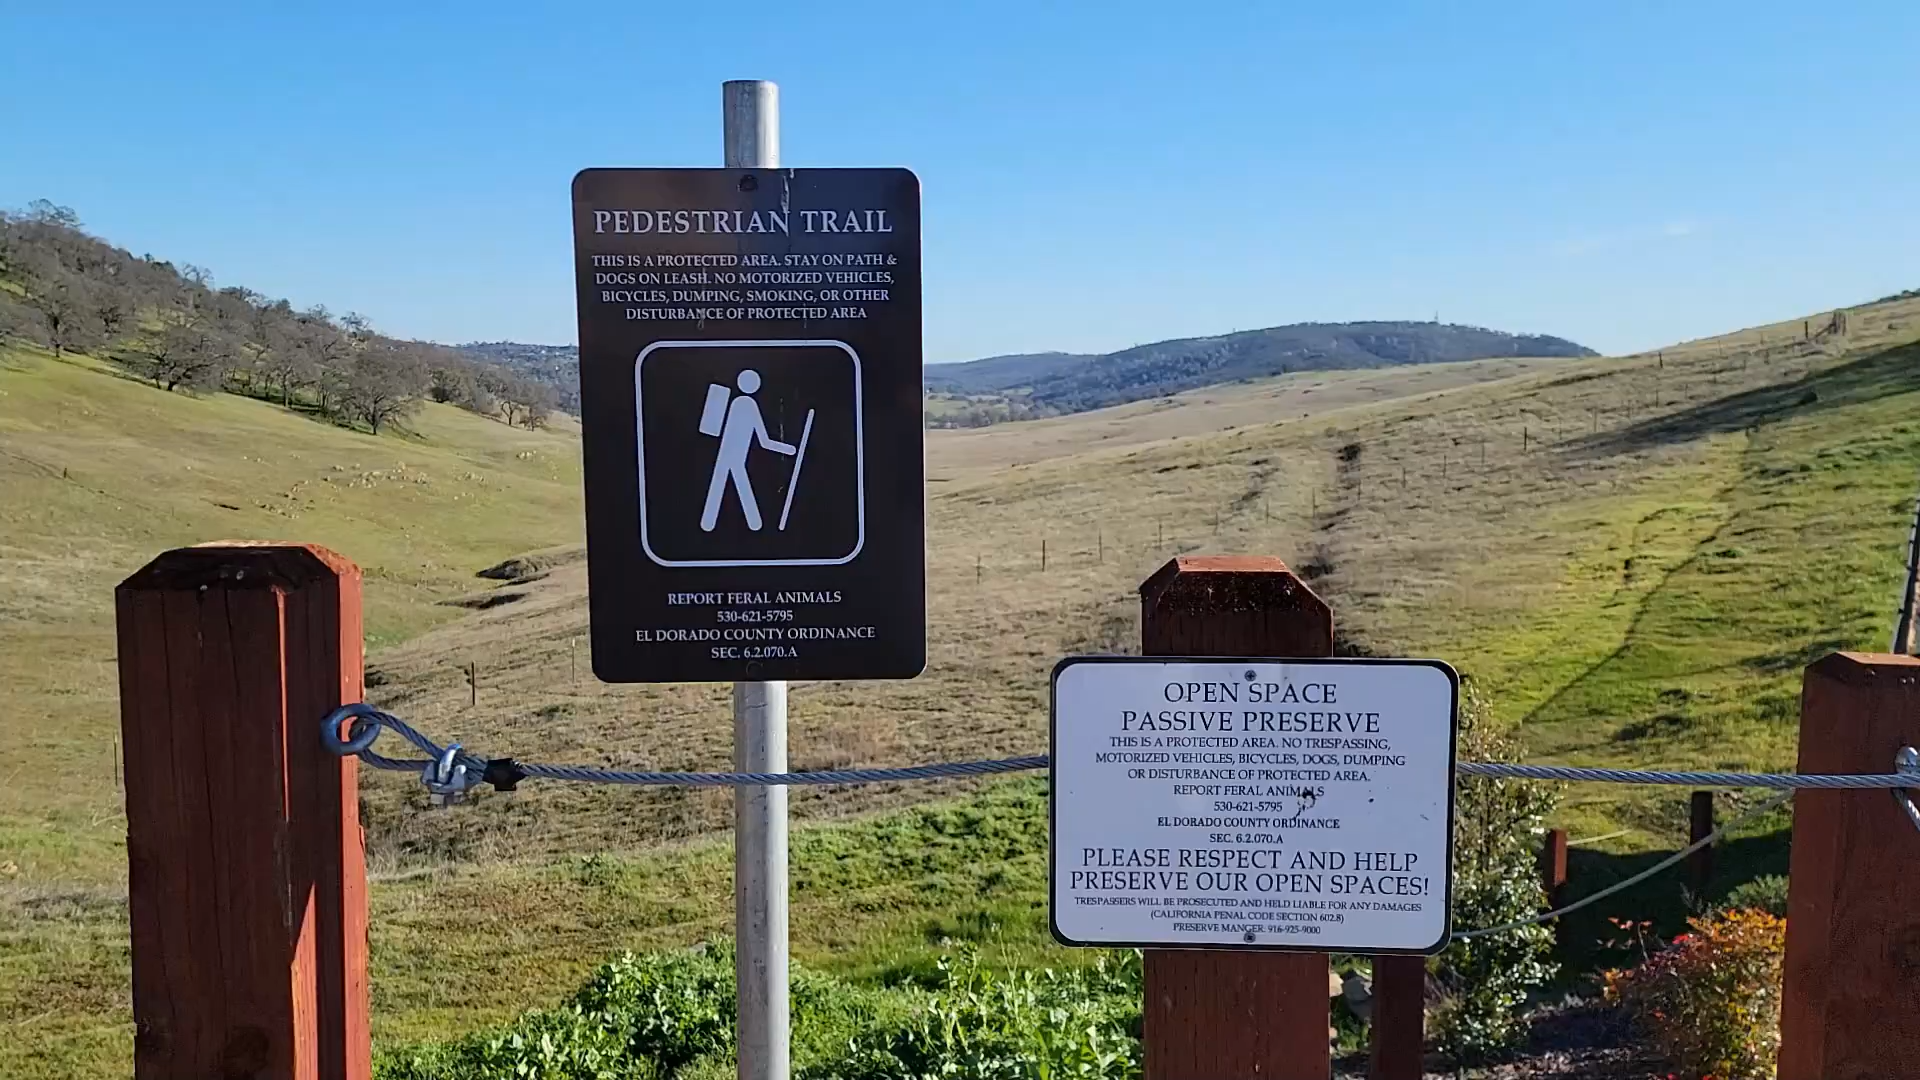 PEDESTRIAN TRAIL
THIS IS A PROTECTED AREA. STAY ON PATH &
DOGS ON LEASH. NO MOTORIZED VEHICLES,
BICYCLES, DUMPING, SMOKING, OR OTHER
DISTURBANCE OF PROTECTED AREA
REPORT FERAL ANIMALS
530-621-5795
EL DORADO COUNTY ORDINANCE
SEC. 6.2.070.A
OPEN SPACE
PASSIVE PRESERVE
THIS IS A PROTECTED AREA. NO TRESPASSING,
MOTORIZED VEHICLES, BICYCLES, DOGS, DUMPING
OR DISTURBANCE OF PROTECTED AREA.
REPORT FERAL ANIMALS
530-621-5795
EL DORADO COUNTY ORDINANCE
SEC. 6.2.070.A
PLEASE RESPECT AND HELP
PRESERVE OUR OPEN SPACES!
TRESPASSERS WILL BE PROSECUTED AND HELD LIABLE FOR ANY DAMAGES
(CALIFORNIA PENAL CODE SECTION 602.8)
PRESERVE MANGER: 916-925-9000